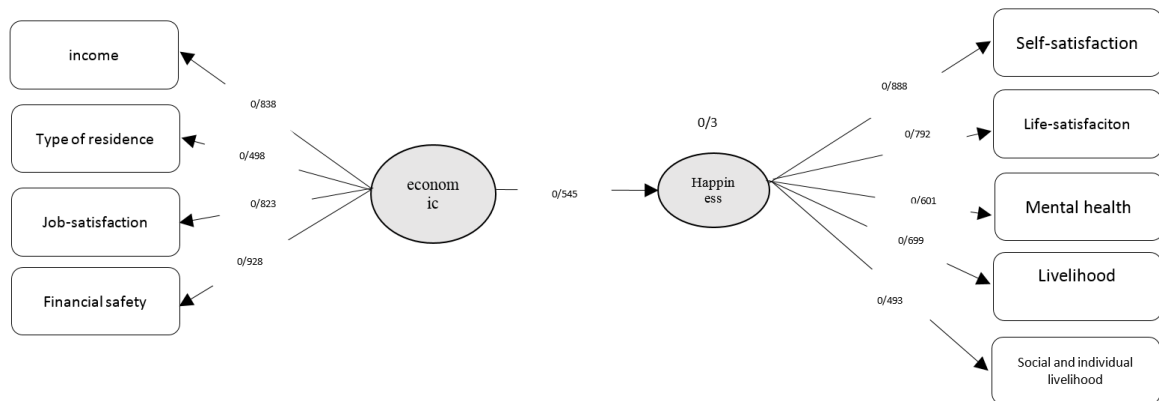 income
0/838
Type of residence
0/498
Job-satisfaction
0/823
Financial safety
0/928
econom
ic
0/545
0/3
Happin
ess
Self-satisfaction
0/888
Life-satisfaciton
0/792
Mental health
0/601
Livelihood
0/699
Social and individual
livelihood
0/493